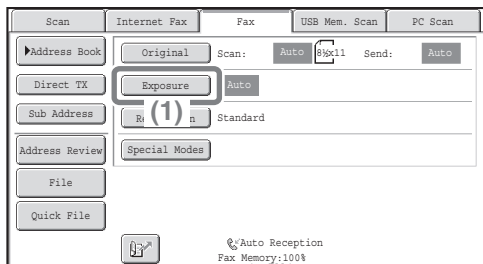 Scan Internet Fax Fax USB Mem. Scan PC Scan
Address Book Original Scan: Auto 8½x11 Send: Auto
Direct TX Exposure Auto
Sub Address (1) Standard
Address Review Special Modes
File
Quick File
Auto Reception
Fax Memory:100%